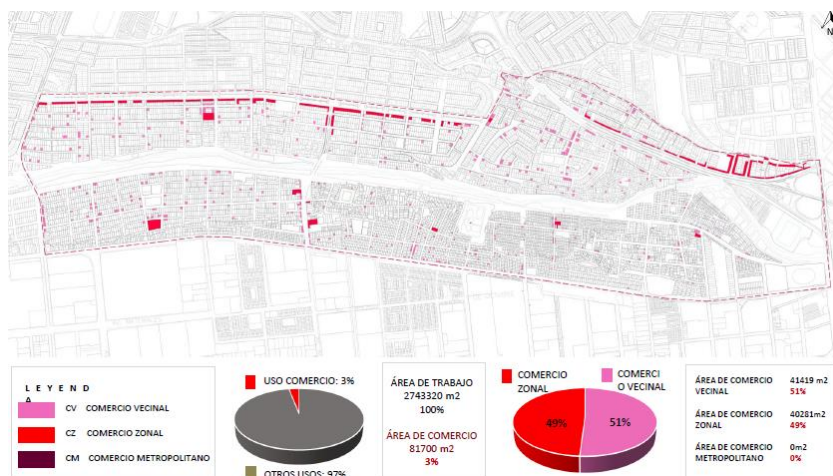 N
L E Y E N D
A
CV COMERCIO VECINAL
CZ COMERCIO ZONAL
CM COMERCIO METROPOLITANO
USO COMERCIO: 3%
OTROS USOS: 97%
ÁREA DE TRABAJO
2743320 m2
100%
ÁREA DE COMERCIO
81700 m2
3%
COMERCIO
ZONAL
COMERCI
O VECINAL
49%
51%
ÁREA DE COMERCIO
VECINAL
41419 m2
51%
ÁREA DE COMERCIO
ZONAL
40281m2
49%
ÁREA DE COMERCIO
METROPOLITANO
0m2
0%